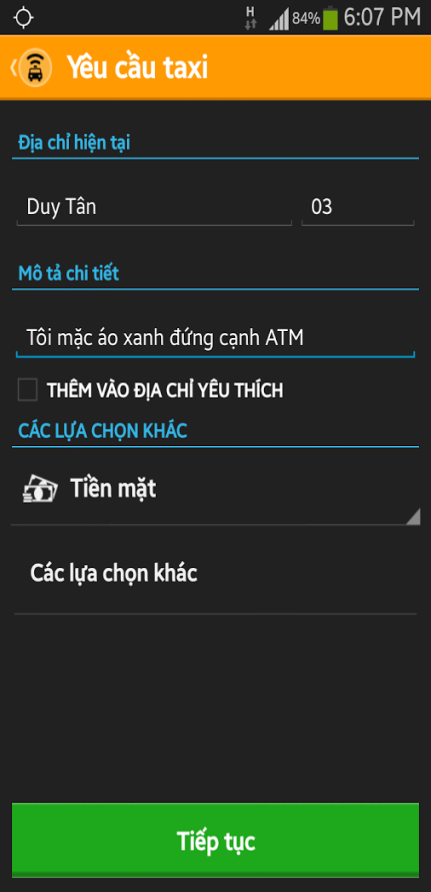 H 84% 6:07 PM
Yêu cầu taxi
Địa chỉ hiện tại
Duy Tân 03
Mô tả chi tiết
Tôi mặc áo xanh đứng cạnh ATM
THÊM VÀO ĐỊA CHỈ YÊU THÍCH
CÁC LỰA CHỌN KHÁC
Tiền mặt
Các lựa chọn khác
Tiếp tục